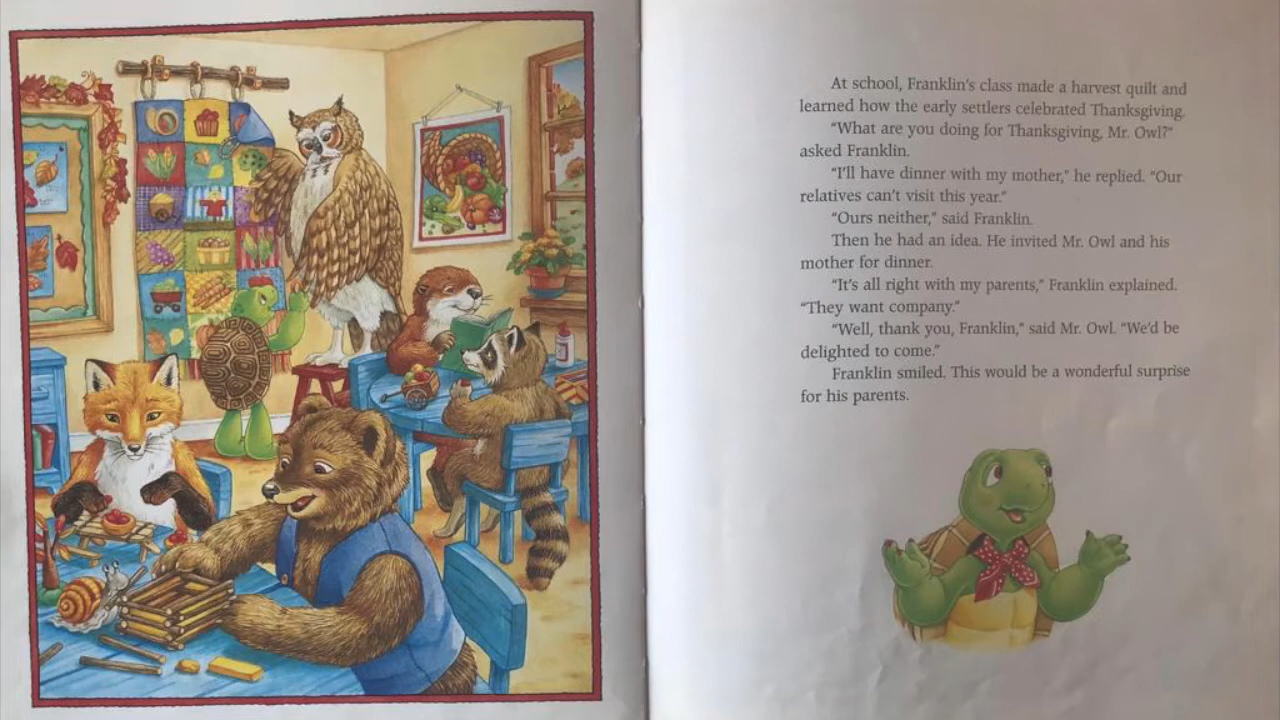 At school, Franklin's class made a harvest quilt and
learned how the early settlers celebrated Thanksgiving.
"What are you doing for Thanksgiving, Mr. Owl?"
asked Franklin.
"I'll have dinner with my mother," he replied. "Our
relatives can't visit this year."
"Ours neither," said Franklin.
Then he had an idea. He invited Mr. Owl and his
mother for dinner.
"It's all right with my parents," Franklin explained.
"They want company."
"Well, thank you, Franklin," said Mr. Owl. "We'd be
delighted to come."
Franklin smiled. This would be a wonderful surprise
for his parents.